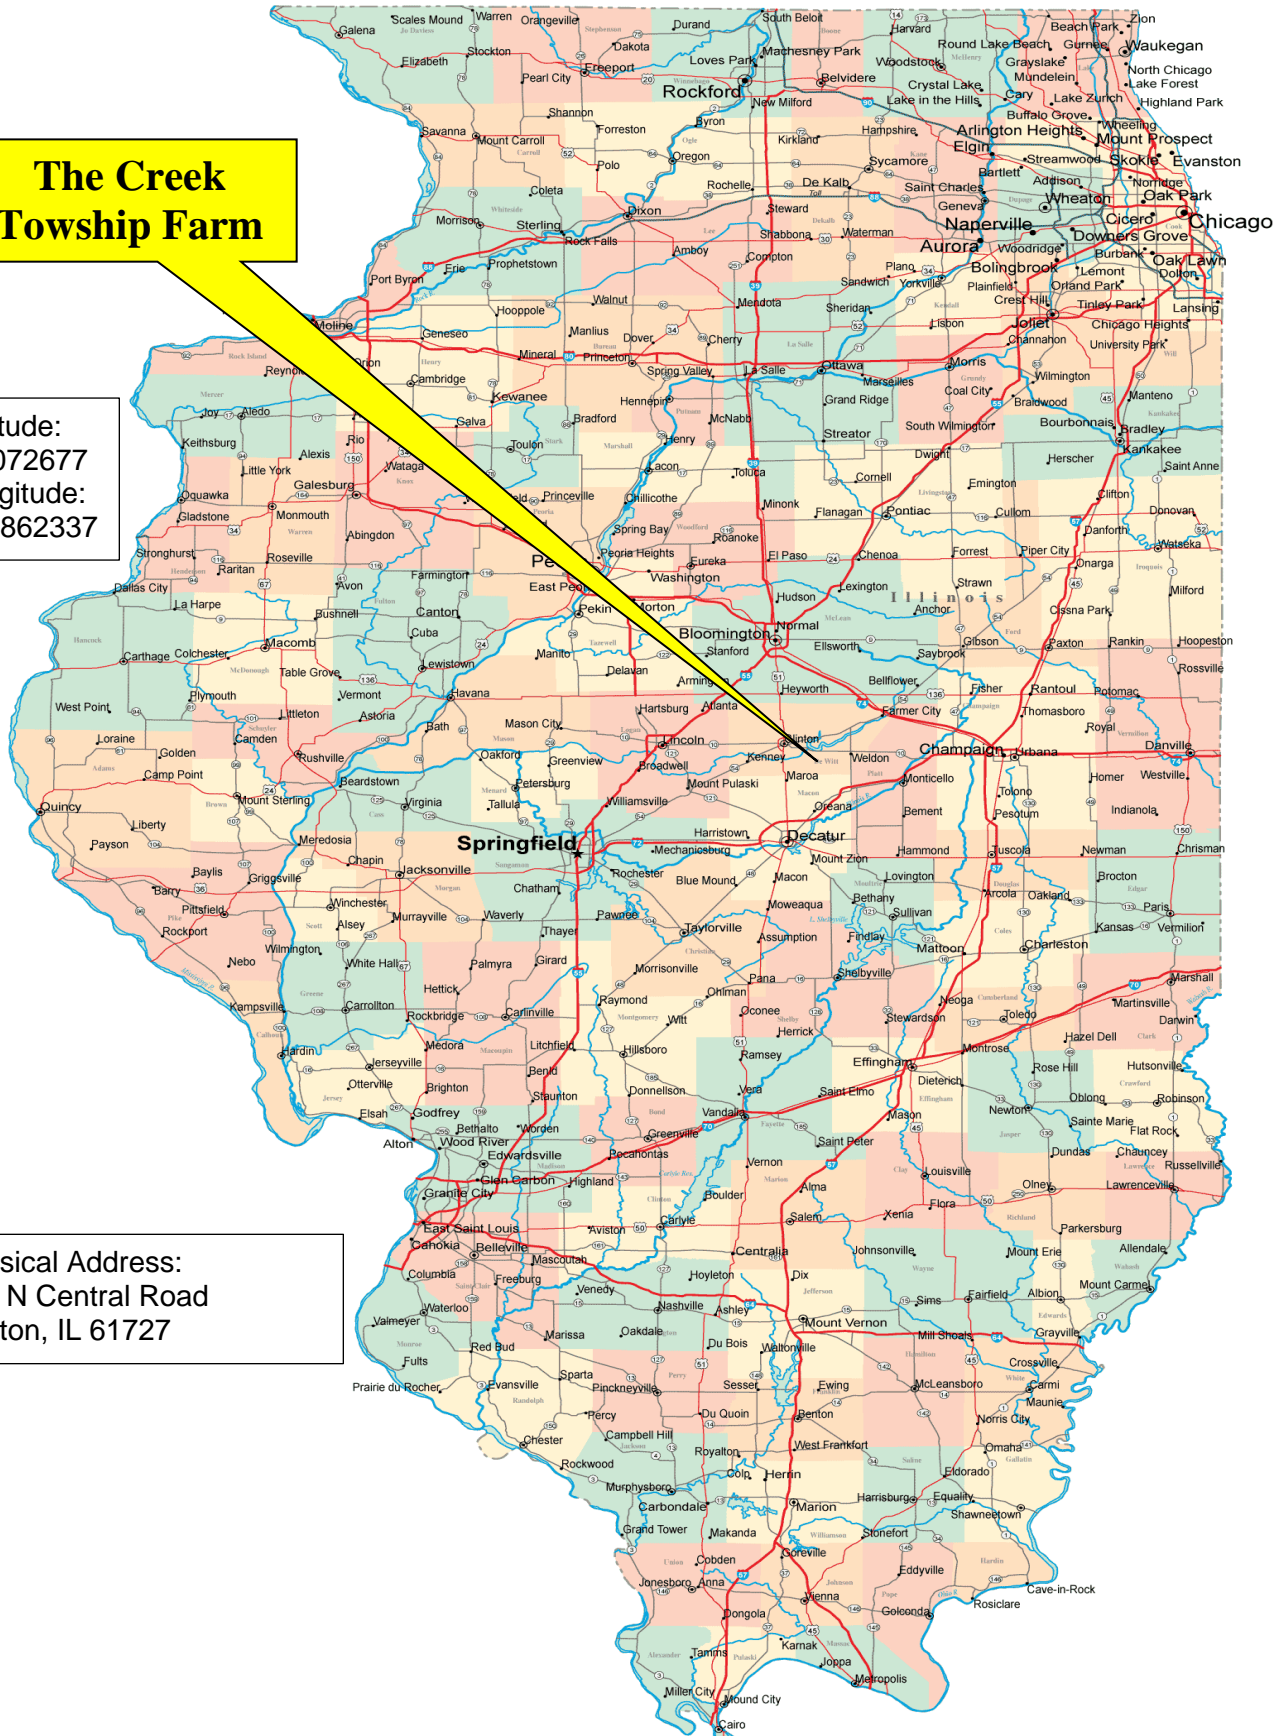 The Creek
Towship Farm
tude:
072677
gitude:
862337
sical Address:
N Central Road
ton, IL 61727
Scales Mound
Warren
Orangeville
Durand
South Beloit
Harvard
Beach Park
Zion
Galena
Stockton
Dakota
Machesney Park
Round Lake Beach
Gurnee
Waukegan
Elizabeth
Pearl City
Freeport
Loves Park
Belvidere
Woodstock
Grayslake
North Chicago
Mundelein
Lake Forest
Rockford
Crystal Lake
Cary
Lake Zurich
Highland Park
New Milford
Lake in the Hills
Buffalo Grove
Wheeling
Savanna
Mount Carroll
Shannon
Forreston
Byron
Kirkland
Hampshire
Arlington Heights
Mount Prospect
Elgin
Streamwood
Skokie
Evanston
Polo
Oregon
Sycamore
Bartlett
Addison
Norridge
Coleta
Rochelle
De Kalb
Saint Charles
Wheaton
Oak Park
Geneva
Morrison
Sterling
Dixon
Steward
Naperville
Cicero
Chicago
Rock Falls
Shabbona
Waterman
Aurora
Woodridge
Downers Grove
Amboy
Compton
Burbank
Oak Lawn
Port Byron
Erie
Prophetstown
Plano
Bolingbrook
Lemont
Dolton
Sandwich
Yorkville
Plainfield
Orland Park
Walnut
Mendota
Sheridan
Crest Hill
Tinley Park
Lansing
Moline
Geneseo
Hooppole
Manlius
Dover
Cherry
Lisbon
Joliet
Chicago Heights
Channahon
University Park
Orion
Mineral
Princeton
Spring Valley
La Salle
Ottawa
Morris
Reyno
Cambridge
Marseilles
Wilmington
Kewanee
Hennepin
Coal City
Manteno
Joy
Aledo
Galva
Bradford
McNabb
Grand Ridge
Braidwood
Keithsburg
Rio
Toulon
Henry
Streator
South Wilmington
Bourbonnais
Bradley
Alexis
Dwight
Kankakee
Little York
Wataga
Lacon
Toluca
Cornell
Herscher
Saint Anne
Galesburg
Princeville
Emington
Oquawka
Chillicothe
Minonk
Clifton
Gladstone
Monmouth
Flanagan
Pontiac
Cullom
Donovan
Abingdon
Spring Bay
Roanoke
Danforth
Stronghurst
Roseville
Peoria Heights
El Paso
Chenoa
Forrest
Piper City
Watseka
Raritan
Pe
Eureka
Onarga
Dallas City
Avon
Farmington
East Peo
Washington
Lexington
Strawn
Milford
La Harpe
Bushnell
Canton
Pekin
Morton
Hudson
Illinois
Anchor
Cissna Park
Macomb
Cuba
Bloomington
Normal
Carthage
Colchester
Manito
Stanford
Ellsworth
Saybrook
Gibson
Paxton
Rankin
Hoopeston
Table Grove
Lewistown
Delavan
Rossville
Plymouth
Vermont
Havana
Arming
Heyworth
Bellflower
Fisher
Rantoul
Potomac
West Point
Littleton
Astoria
Bath
Mason City
Hartsburg
Atlanta
Farmer City
Thomasboro
Royal
Loraine
Golden
Camden
Rushville
Oakford
Greenview
Lincoln
Clinton
Kenney
Weldon
Champaign
Urbana
Danville
Camp Point
Beardstown
Petersburg
Broadwell
Maroa
Monticello
Homer
Westville
Quincy
Mount Sterling
Virginia
Tallula
Mount Pulaski
Williamsville
Oreana
Bement
Tolono
Pesotum
Indianola
Liberty
Payson
Meredosia
Springfield
Harristown
Decatur
Mechanicsburg
Hammond
Tuscola
Newman
Chrisman
Chapin
Jacksonville
Mount Zion
Baylis
Griggsville
Rochester
Blue Mound
Macon
Lovington
Arcola
Oakland
Brocton
Barry
Winchester
Chatham
Bethany
Pittsfield
Murrayville
Waverly
Pawnee
Moweaqua
Sullivan
Paris
Rockport
Alsey
Thayer
Taylorville
Assumption
Findlay
Mattoon
Charleston
Kansas
Vermilion
Wilmington
White Hall
Palmyra
Girard
Morrisonville
Nebo
Pana
Shelbyville
Marshall
Hettick
Ohlman
Neoga
Kampsville
Carrollton
Rockbridge
Carlinville
Raymond
Witt
Oconee
Herrick
Stewardson
Toledo
Martinsville
Darwin
Hardin
Medora
Litchfield
Hillsboro
Ramsey
Effingham
Montrose
Hazel Dell
Jerseyville
Benld
Rose Hill
Hutsonville
Otterville
Brighton
Staunton
Donnellson
Vera
Saint Elmo
Dieterich
Oblong
Robinson
Elsah
Godfrey
Bethalto
Worden
Vandalia
Mason
Newton
Sainte Marie
Flat Rock
Alton
Wood River
Greenville
Saint Peter
Edwardsville
Pocahontas
Dundas
Chauncey
Glen Carbon
Highland
Vernon
Louisville
Russellville
Granite City
Boulder
Alma
Olney
Lawrenceville
Flora
East Saint Louis
Aviston
Carlyle
Salem
Xenia
Parkersburg
Cahokia
Belleville
Mascoutah
Centralia
Johnsonville
Mount Erie
Allendale
Columbia
Freeburg
Hoyleton
Dix
Mount Carmel
Venedy
Waterloo
Nashville
Ashley
Sims
Fairfield
Albion
Valmeyer
Marissa
Oakdale
Mount Vernon
Mill Shoals
Grayville
Red Bud
Du Bois
Waltonville
Fults
Crossville
Prairie du Rocher
Evansville
Sparta
Pinckneyville
Sesser
Ewing
McLeansboro
Carmi
Maunie
Percy
Du Quoin
Benton
Norris City
Chester
Campbell Hill
Royalton
West Frankfort
Omaha
Rockwood
Colp
Herrin
Eldorado
Murphysboro
Carbondale
Marion
Harrisburg
Equality
Shawneetown
Grand Tower
Makanda
Stonefort
Cobden
Goreville
Jonesboro
Anna
Eddyville
Cave-in-Rock
Vienna
Rosiclare
Dongola
Golconda
Karnak
Tamms
Joppa
Metropolis
Miller City
Mound City
Cairo